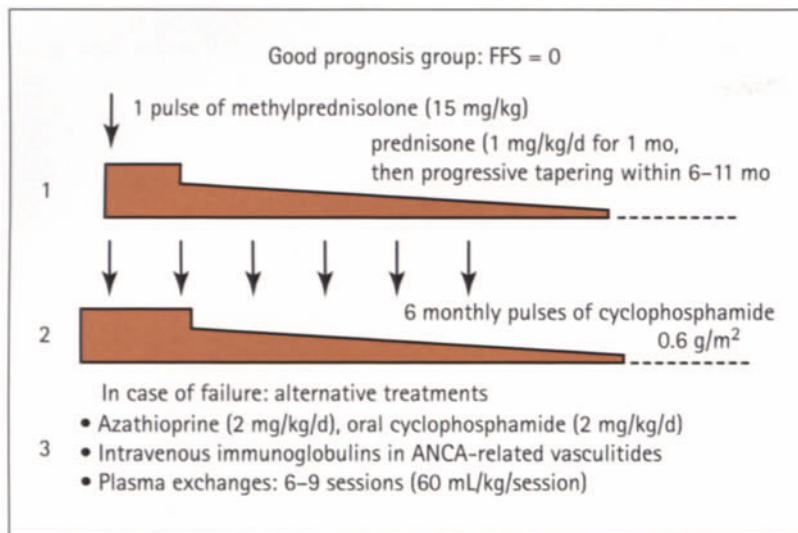 Good prognosis group: FFS = 0
1 pulse of methylprednisolone (15 mg/kg)
prednisone (1 mg/kg/d for 1 mo,
then progressive tapering within 6–11 mo
1
6 monthly pulses of cyclophosphamide
0.6 g/m²
2
In case of failure: alternative treatments
• Azathioprine (2 mg/kg/d), oral cyclophosphamide (2 mg/kg/d)
3
• Intravenous immunoglobulins in ANCA-related vasculitides
• Plasma exchanges: 6–9 sessions (60 mL/kg/session)